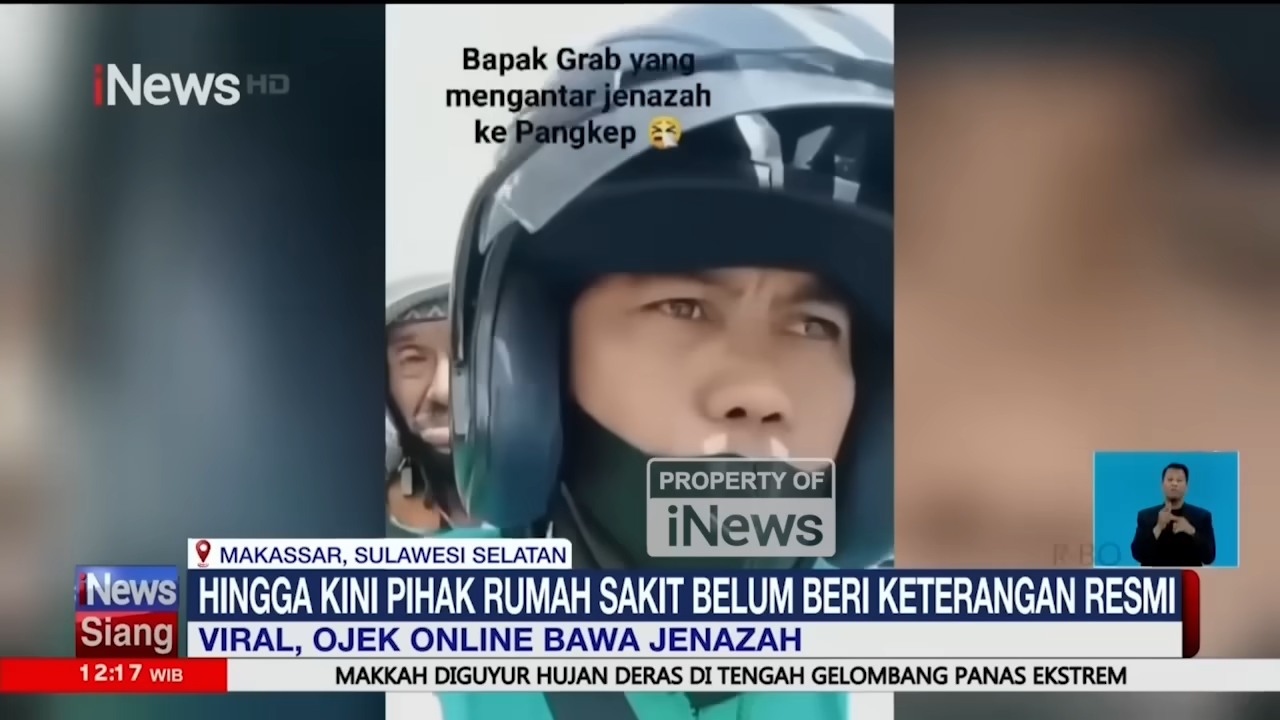 iNews HD
Bapak Grab yang
mengantar jenazah
ke Pangkep
PROPERTY OF
iNews
MAKASSAR, SULAWESI SELATAN
iNews
Siang
HINGGA KINI PIHAK RUMAH SAKIT BELUM BERI KETERANGAN RESMI
VIRAL, OJEK ONLINE BAWA JENAZAH
12:17 WIB
MAKKAH DIGUYUR HUJAN DERAS DI TENGAH GELOMBANG PANAS EKSTREM